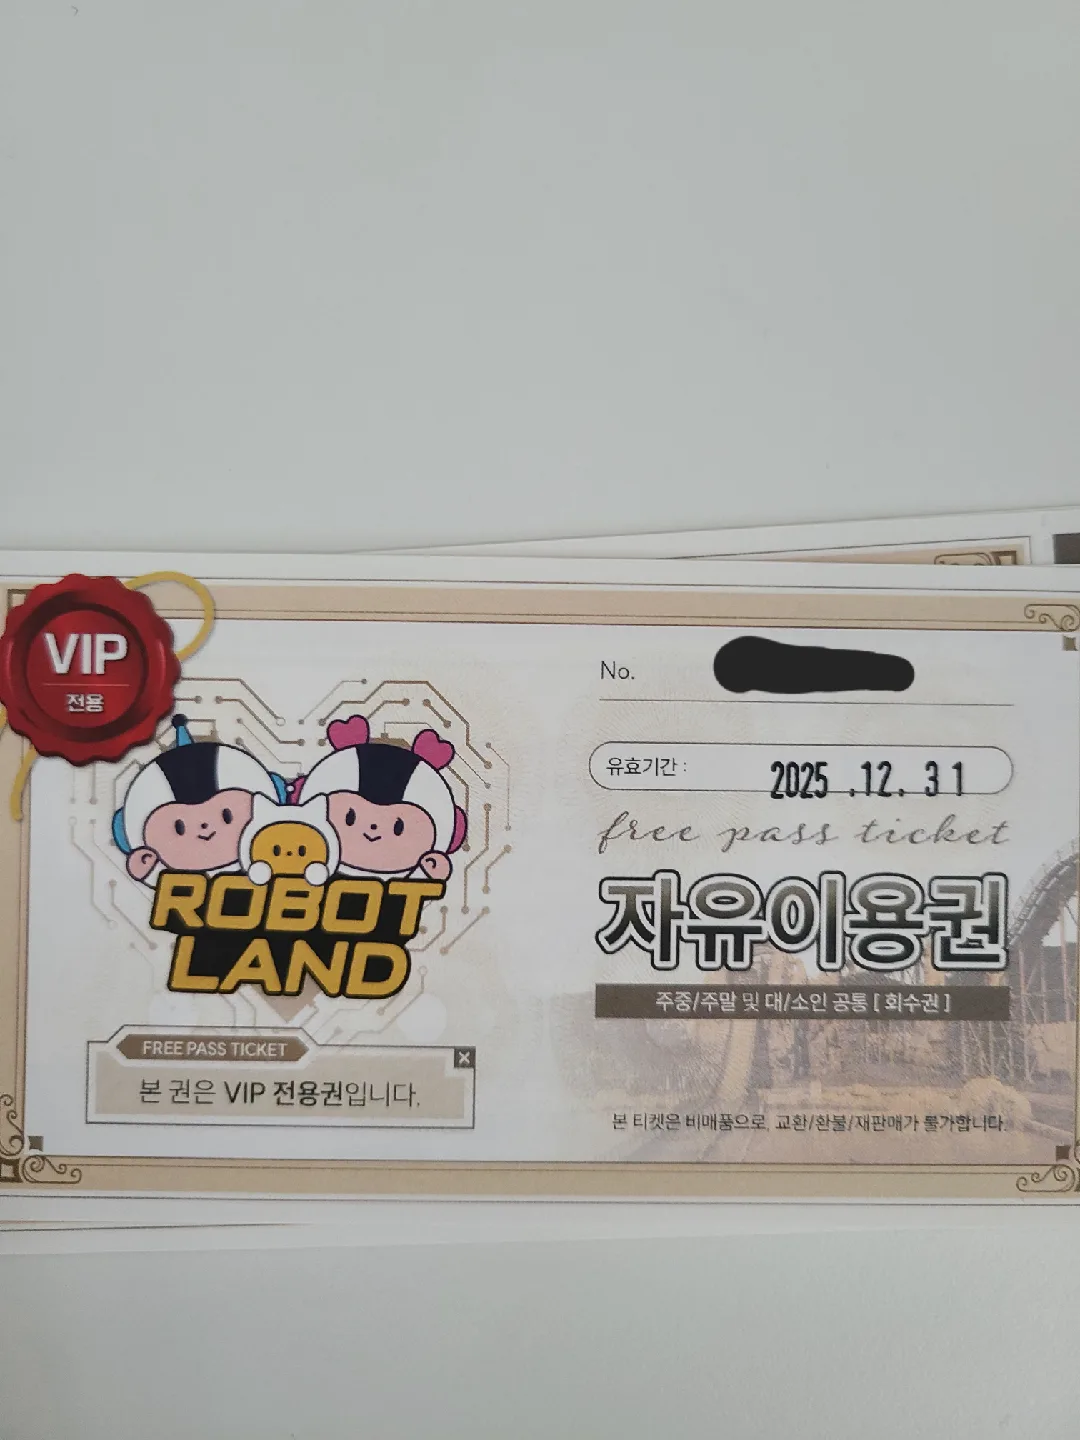 VIP
전용
ROBOT
LAND
FREE PASS TICKET
본 권은 VIP 전용권입니다.
No.
유효기간 : 2025 .12. 31
free pass ticket
자유이용권
주중/주말 및 대/소인 공통 [ 회수권 ]
본 티켓은 비매품으로, 교환/환불/재판매가 불가합니다.